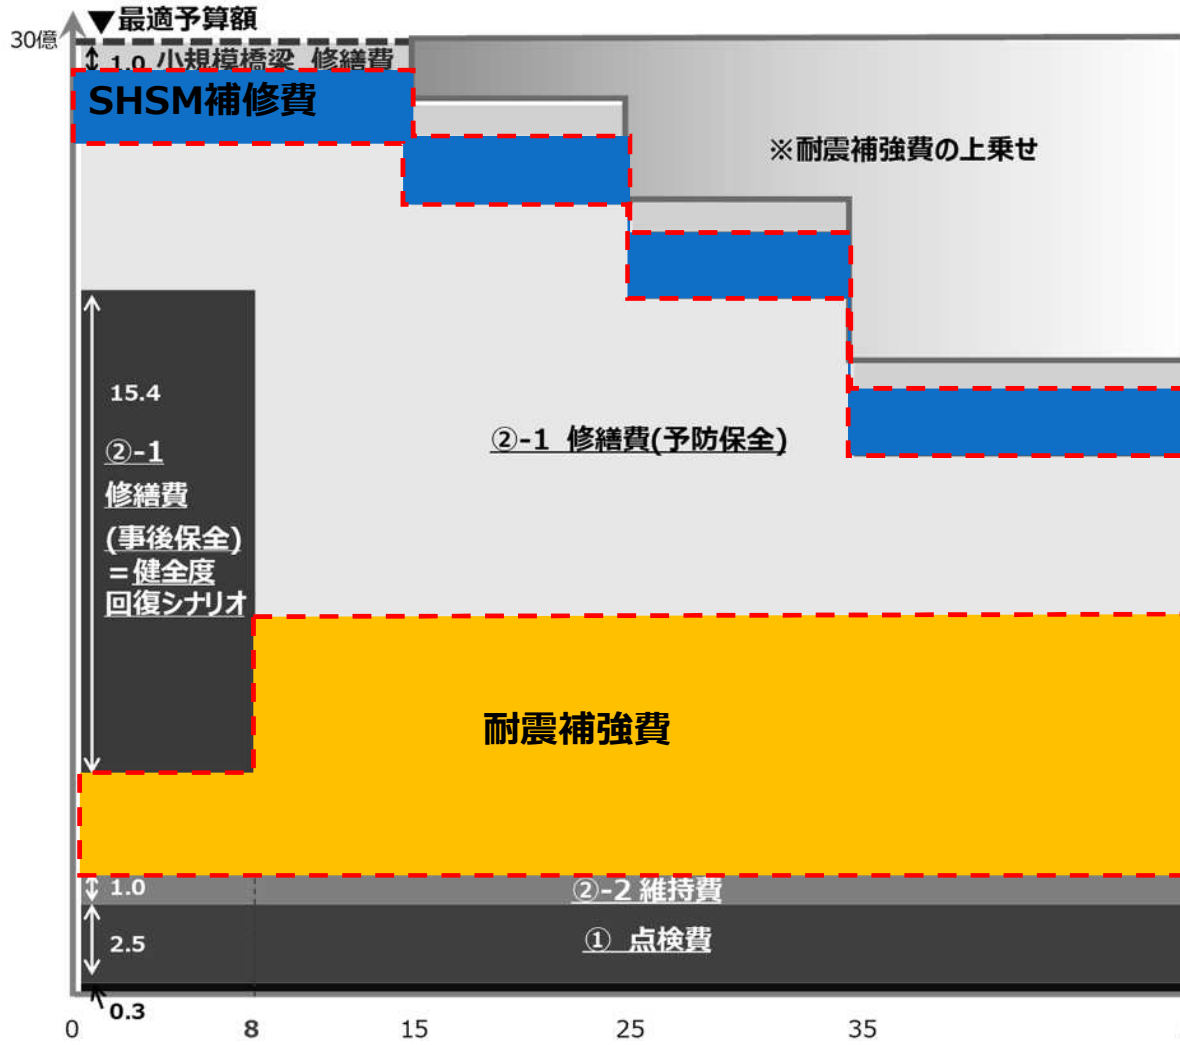 ▼最適予算額
30億
1.0 小規模橋梁 修繕費
SHSM補修費
※耐震補強費の上乗せ
15.4
②-1
修繕費
(事後保全)
＝健全度
回復シナリオ
②-1 修繕費(予防保全)
耐震補強費
1.0
②-2 維持費
2.5
① 点検費
0.3
0
8
15
25
35